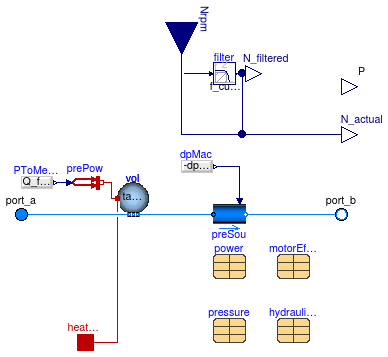 Nrpm
filter
N_filtered
f_cu...
P
N_actual
dpMac
-dp...
PToMe...
prePow
vol
Q_f...
ta...
port_a
port_b
preSou
power
motorEf...
pressure
hydrauli...
heat...